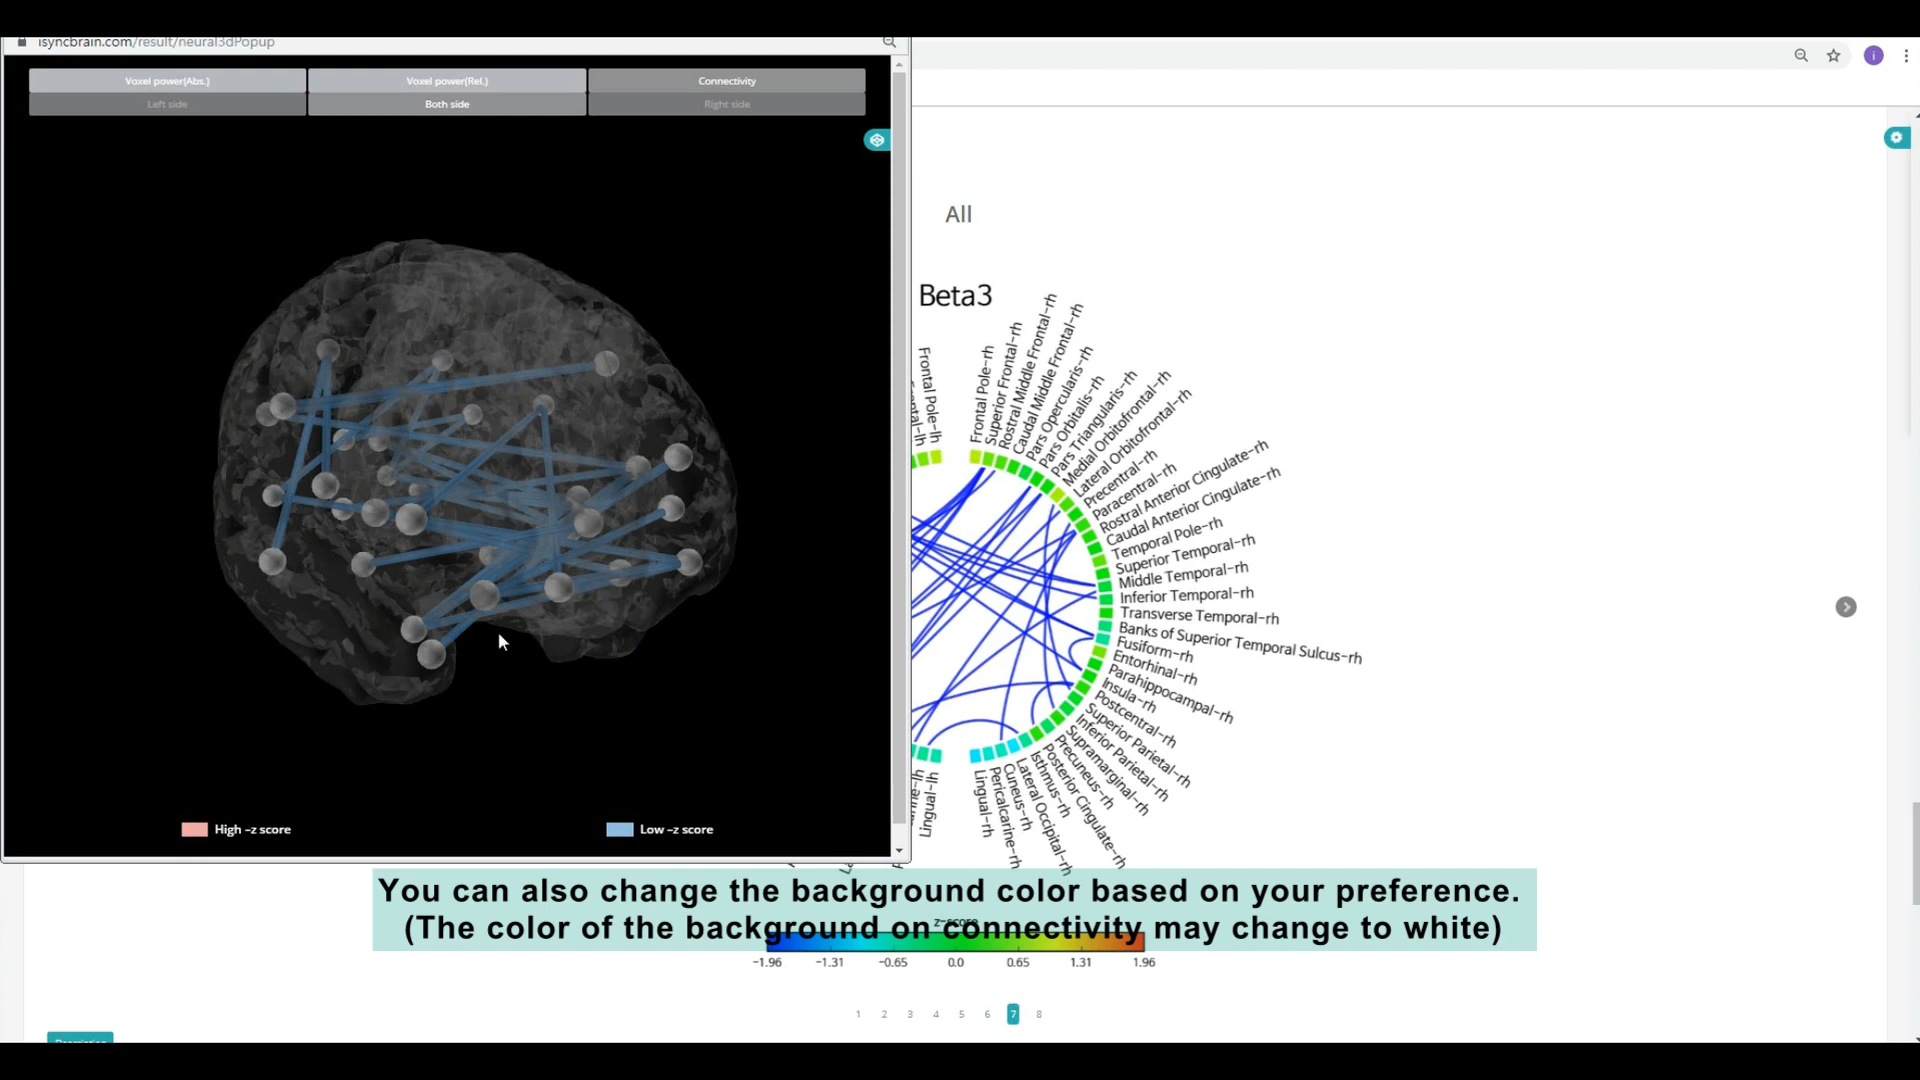 isyncbrain.com/result/neural3dPopup
Voxel power(Abs.)
Voxel power(Rel.)
Connectivity
Left side
Both side
Right side
High -z score
Low -z score
i
All
Beta3
Frontal Pole-lh
Frontal Pole-rh
Superior Frontal-rh
Rostral Middle Frontal-rh
Caudal Middle Frontal-rh
Pars Opercularis-rh
Pars Orbitalis-rh
Pars Triangularis-rh
Medial Orbitofrontal-rh
Lateral Orbitofrontal-rh
Precentral-rh
Paracentral-rh
Rostral Anterior Cingulate-rh
Caudal Anterior Cingulate-rh
Temporal Pole-rh
Superior Temporal-rh
Middle Temporal-rh
Inferior Temporal-rh
Transverse Temporal-rh
Banks of Superior Temporal Sulcus-rh
Fusiform-rh
Entorhinal-rh
Parahippocampal-rh
Insula-rh
Postcentral-rh
Superior Parietal-rh
Inferior Parietal-rh
Supramarginal-rh
Precuneus-rh
Posterior Cingulate-rh
Isthmus-rh
Lateral Occipital-rh
Cuneus-rh
Pericalcarine-rh
Lingual-rh
Lingual-lh
You can also change the background color based on your preference.
(The color of the background on connectivity may change to white)
z-score
-1.96 -1.31 -0.65 0.0 0.65 1.31 1.96
1 2 3 4 5 6 7 8